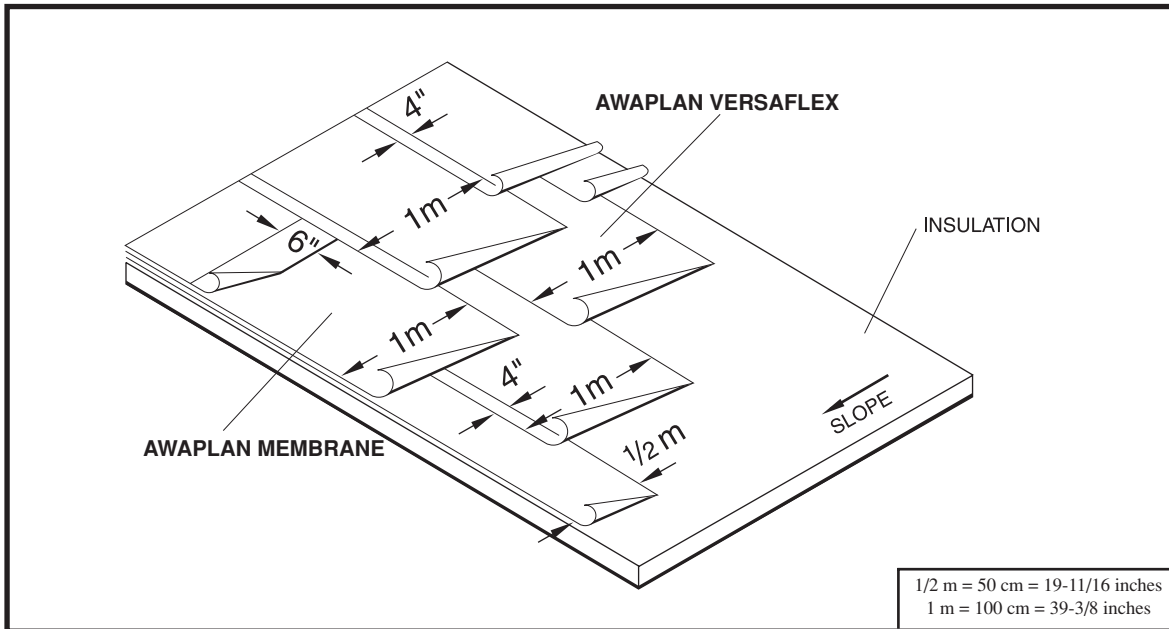 4"
AWAPLAN VERSAFLEX
1m
INSULATION
6"
1m
1m
4"
1m
SLOPE
AWAPLAN MEMBRANE
1/2 m
1/2 m = 50 cm = 19-11/16 inches
1 m = 100 cm = 39-3/8 inches